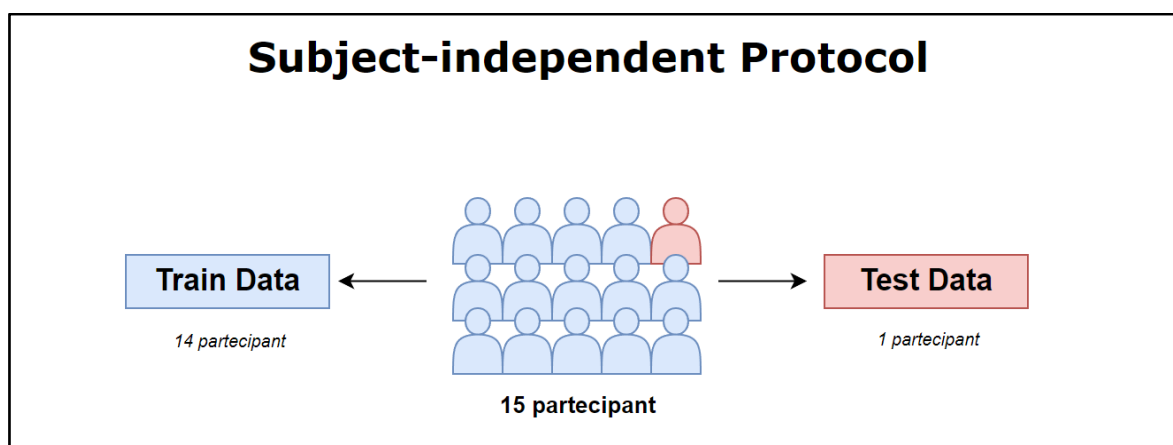 Subject-independent Protocol
Train Data
Test Data
14 partecipant
1 partecipant
15 partecipant